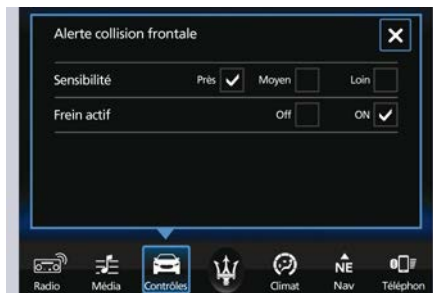 Alerte collision frontale
Sensibilité Près Moyen Loin
Frein actif Off ON
Radio Média Contrôles Climat NE Nav Téléphon